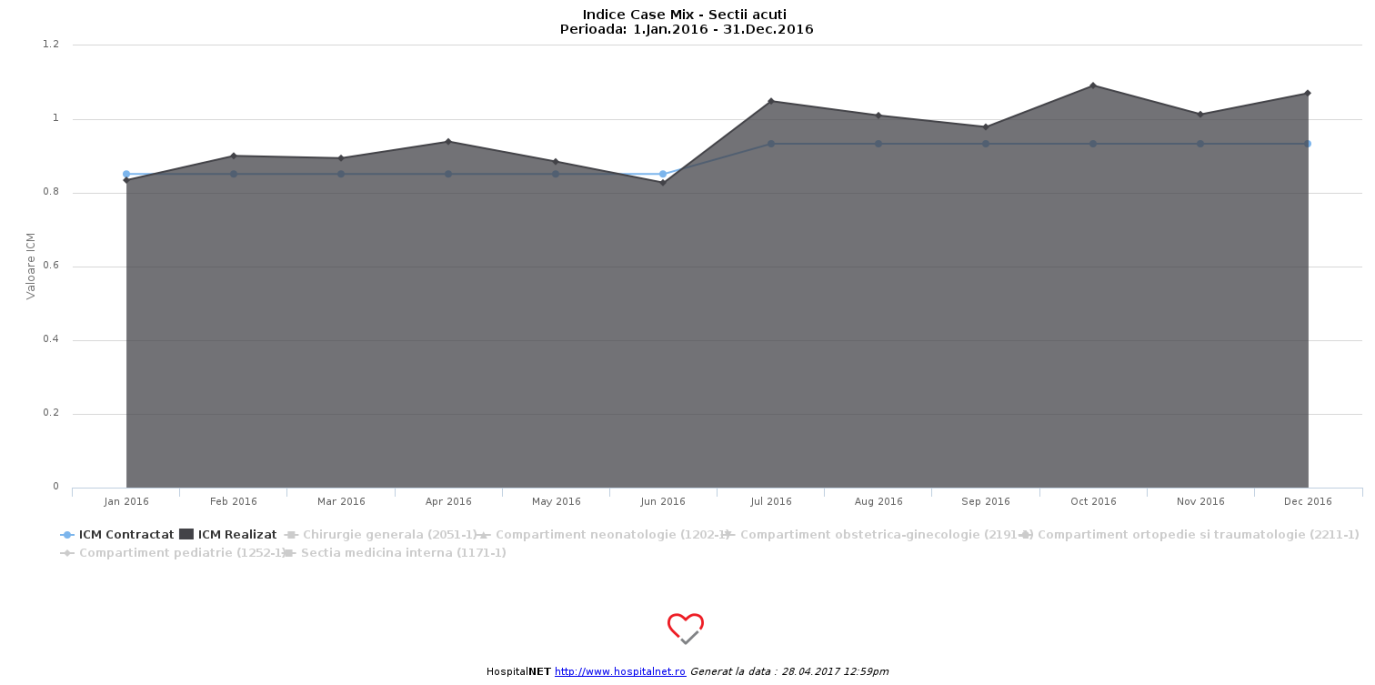 Indice Case Mix - Sectii acuti
Perioada: 1.Jan.2016 - 31.Dec.2016
1.2
1
0.8
0.6
0.4
0.2
0
Valoare ICM
Jan 2016 Feb 2016 Mar 2016 Apr 2016 May 2016 Jun 2016 Jul 2016 Aug 2016 Sep 2016 Oct 2016 Nov 2016 Dec 2016
ICM Contractat ICM Realizat Chirurgie generala (2051-1) Compartiment neonatologie (1202-1) Compartiment obstetrica-ginecologie (2191-1) Compartiment ortopedie si traumatologie (2211-1)
Compartiment pediatrie (1252-1) Sectia medicina interna (1171-1)
HospitalNET http://www.hospitalnet.ro Generat la data : 28.04.2017 12:59pm